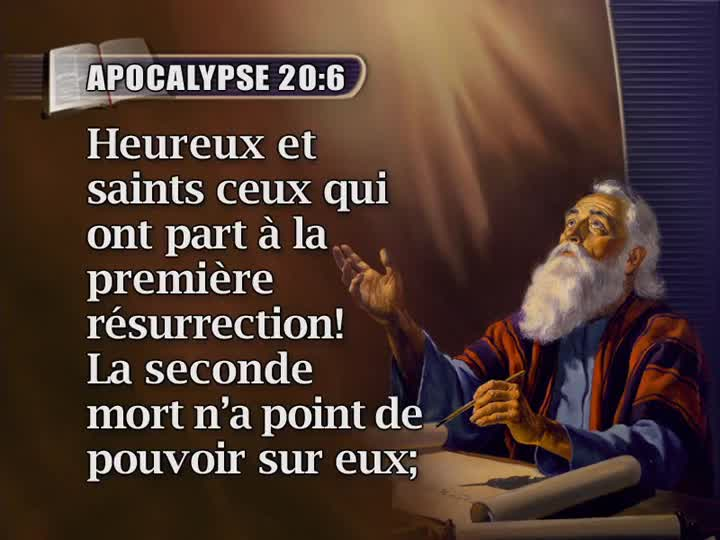 APOCALYPSE 20:6
Heureux et
saints ceux qui
ont part à la
première
résurrection!
La seconde
mort n’a point de
pouvoir sur eux;